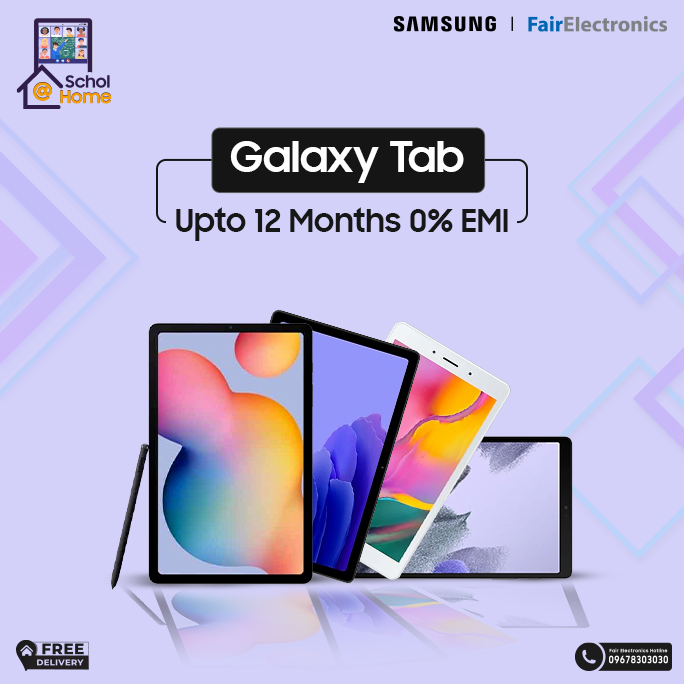 Schol
@ Home
SAMSUNG | FairElectronics
Galaxy Tab
Upto 12 Months 0% EMI
FREE
DELIVERY
Fair Electronics Hotline
09678303030